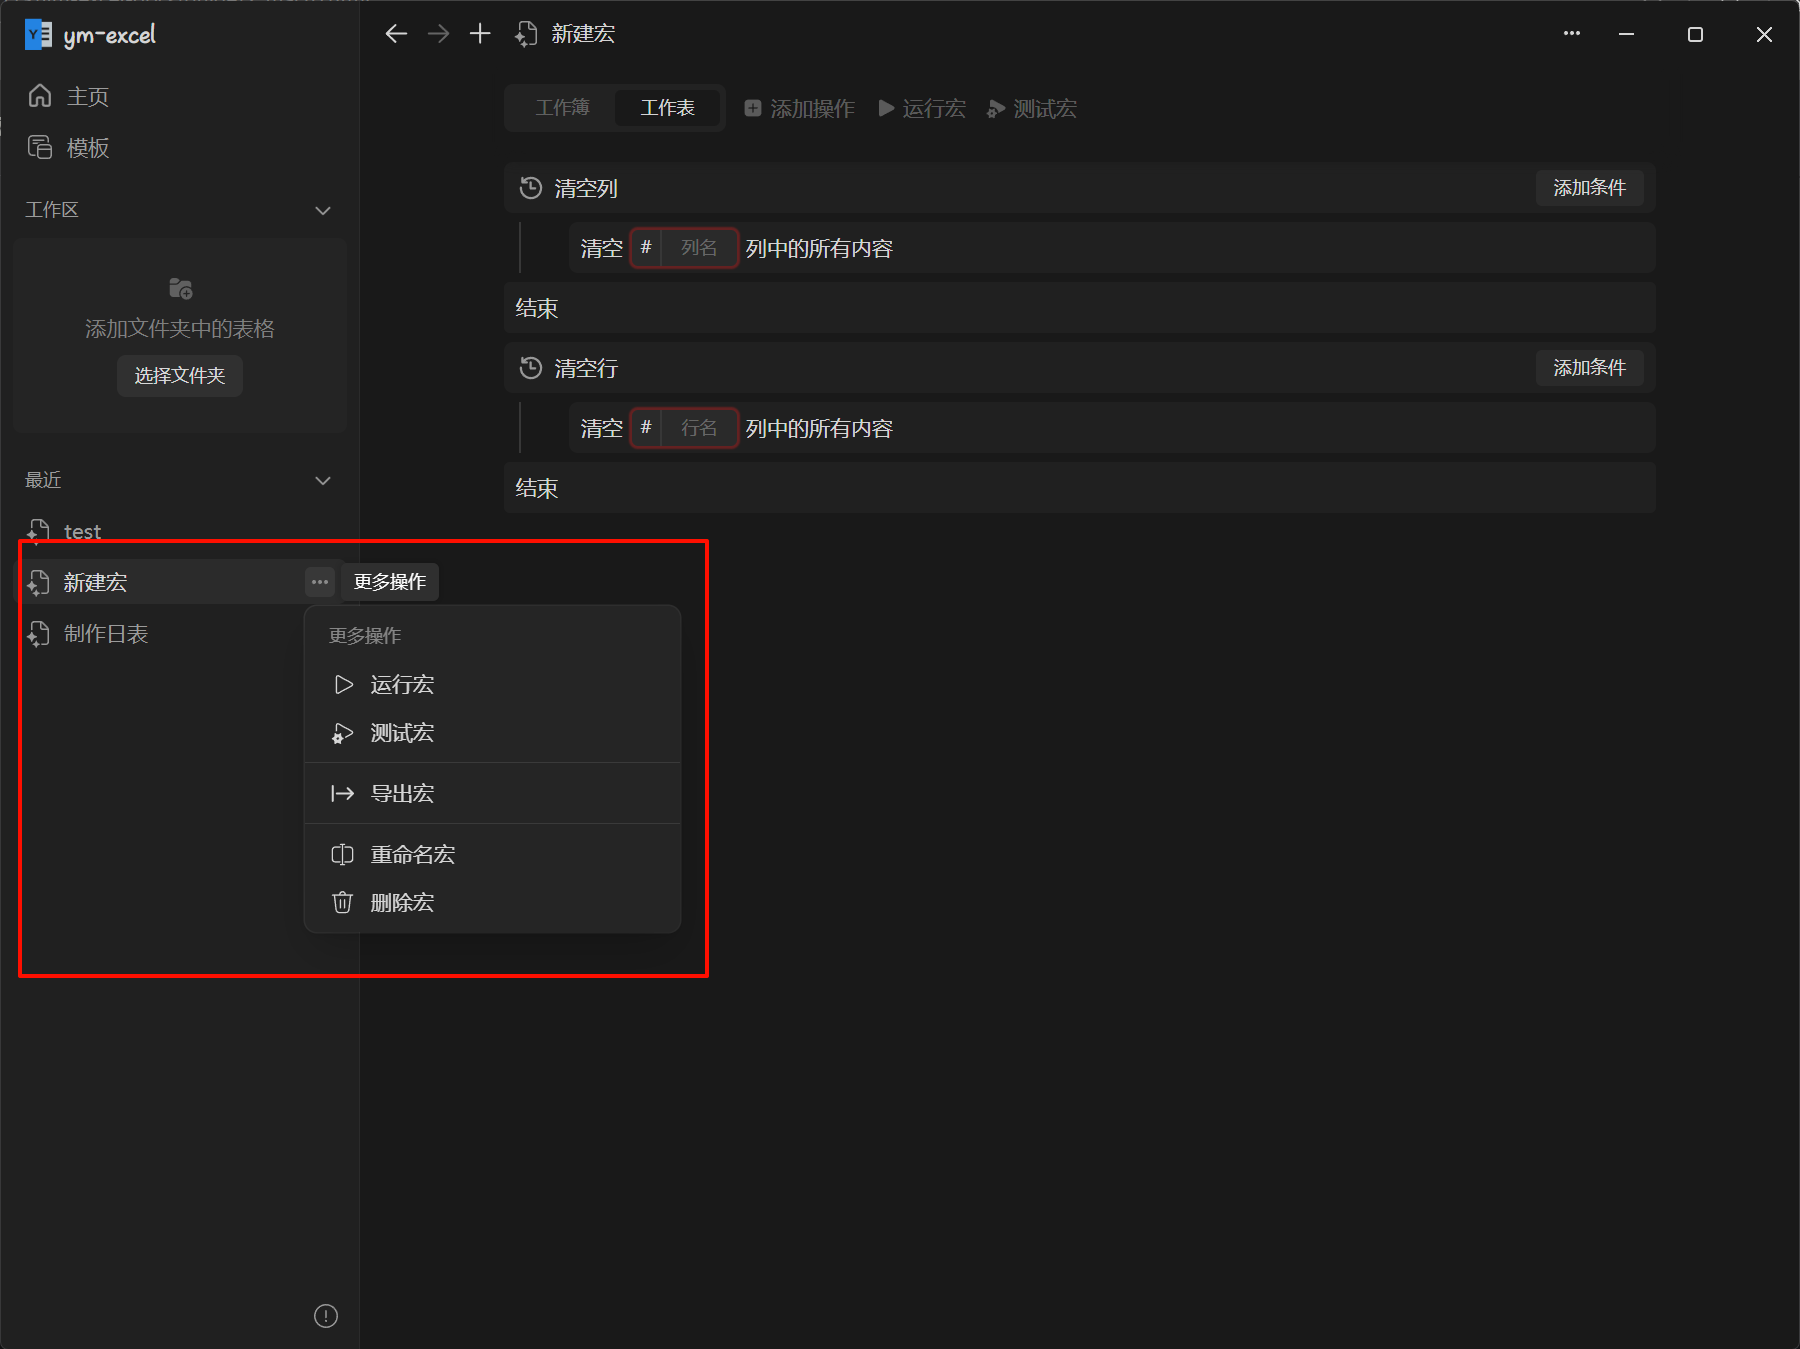 ym-excel
主页
模板
工作区
添加文件夹中的表格
选择文件夹
最近
test
新建宏
制作日表
新建宏
工作簿 工作表 添加操作 运行宏 测试宏
清空列 添加条件
清空 # 列名 列中的所有内容
结束
清空行 添加条件
清空 # 行名 列中的所有内容
结束
更多操作
更多操作
运行宏
测试宏
导出宏
重命名宏
删除宏